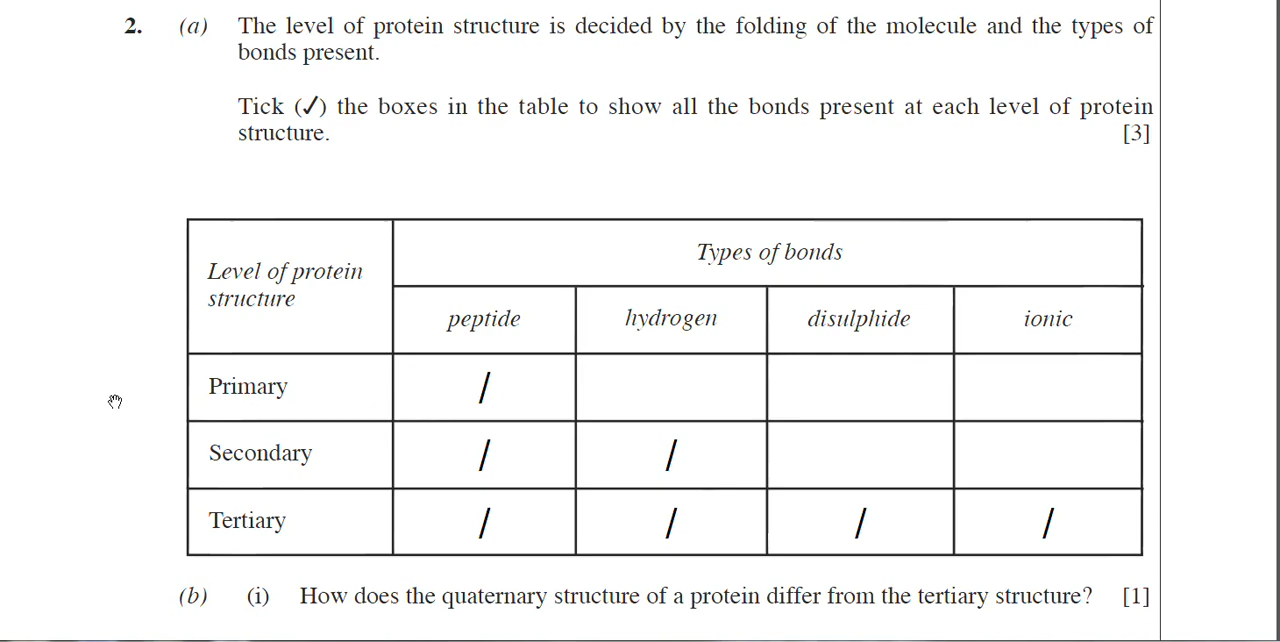 2. (a) The level of protein structure is decided by the folding of the molecule and the types of
bonds present.
Tick (✓) the boxes in the table to show all the bonds present at each level of protein
structure. [3]
Level of protein
structure
Types of bonds
peptide hydrogen disulphide ionic
Primary /
Secondary / /
Tertiary / / / /
(b) (i) How does the quaternary structure of a protein differ from the tertiary structure? [1]